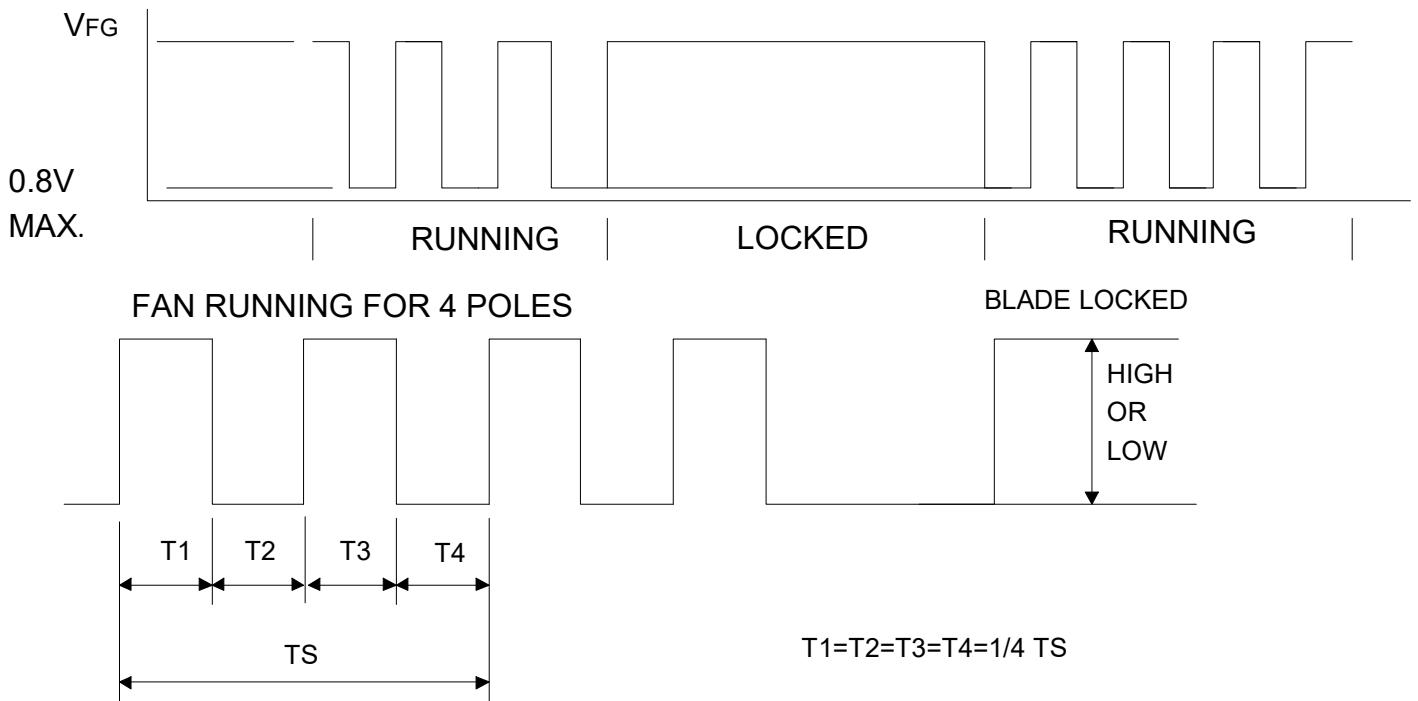 VFG
0.8V
MAX.
RUNNING
LOCKED
RUNNING
FAN RUNNING FOR 4 POLES
BLADE LOCKED
HIGH
OR
LOW
T1
T2
T3
T4
TS
T1=T2=T3=T4=1/4 TS